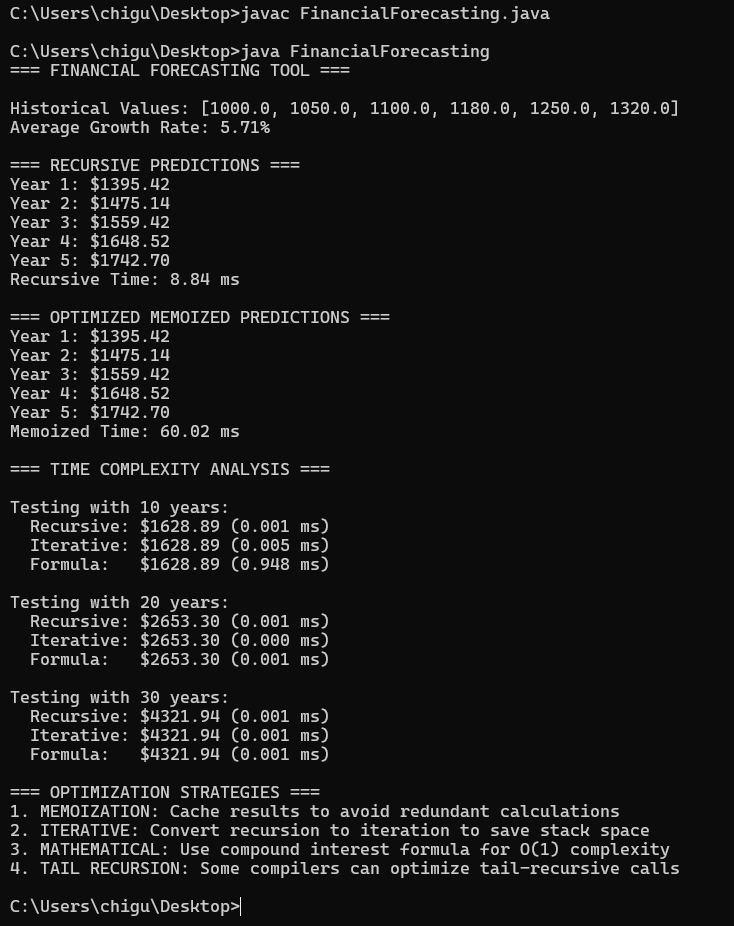 C:\Users\chigu\Desktop>javac FinancialForecasting.java
C:\Users\chigu\Desktop>java FinancialForecasting
=== FINANCIAL FORECASTING TOOL ===
Historical Values: [1000.0, 1050.0, 1100.0, 1180.0, 1250.0, 1320.0]
Average Growth Rate: 5.71%
=== RECURSIVE PREDICTIONS ===
Year 1: $1395.42
Year 2: $1475.14
Year 3: $1559.42
Year 4: $1648.52
Year 5: $1742.70
Recursive Time: 8.84 ms
=== OPTIMIZED MEMOIZED PREDICTIONS ===
Year 1: $1395.42
Year 2: $1475.14
Year 3: $1559.42
Year 4: $1648.52
Year 5: $1742.70
Memoized Time: 60.02 ms
=== TIME COMPLEXITY ANALYSIS ===
Testing with 10 years:
  Recursive: $1628.89 (0.001 ms)
  Iterative: $1628.89 (0.005 ms)
  Formula:   $1628.89 (0.948 ms)
Testing with 20 years:
  Recursive: $2653.30 (0.001 ms)
  Iterative: $2653.30 (0.000 ms)
  Formula:   $2653.30 (0.001 ms)
Testing with 30 years:
  Recursive: $4321.94 (0.001 ms)
  Iterative: $4321.94 (0.001 ms)
  Formula:   $4321.94 (0.001 ms)
=== OPTIMIZATION STRATEGIES ===
1. MEMOIZATION: Cache results to avoid redundant calculations
2. ITERATIVE: Convert recursion to iteration to save stack space
3. MATHEMATICAL: Use compound interest formula for O(1) complexity
4. TAIL RECURSION: Some compilers can optimize tail-recursive calls
C:\Users\chigu\Desktop>